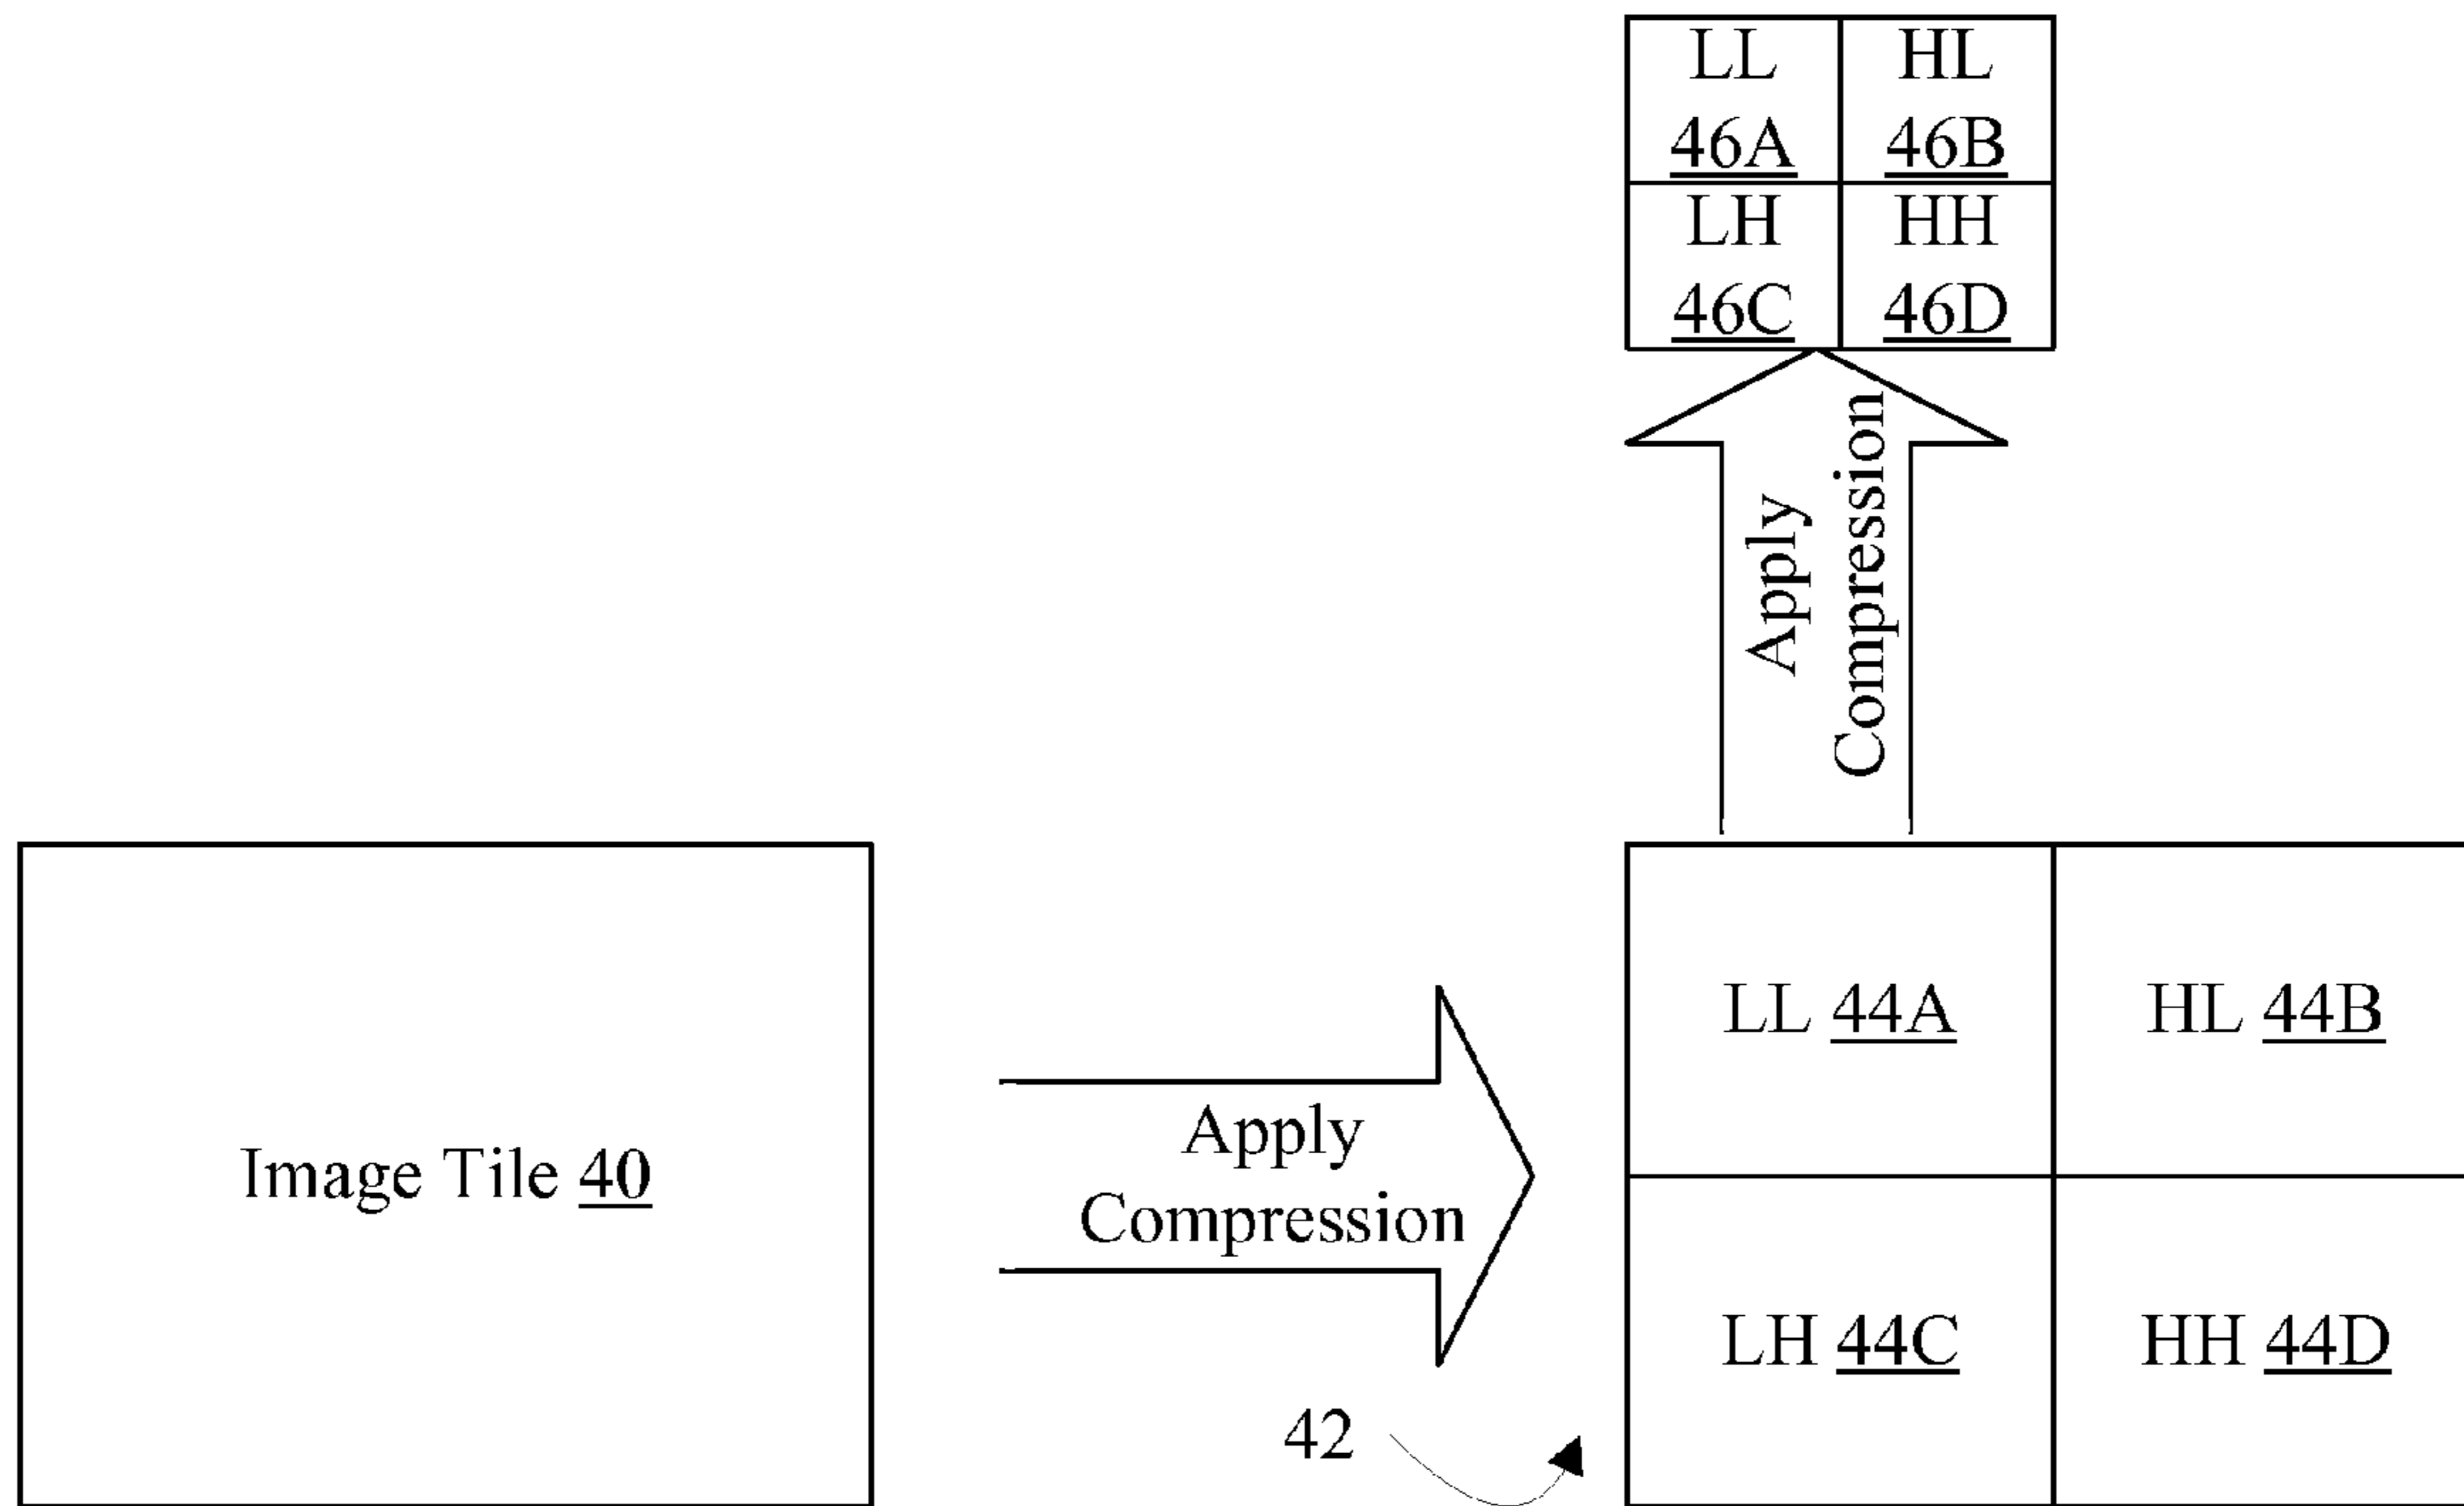 LL HL
46A 46B
LH HH
46C 46D
Apply
Compression
LL 44A HL 44B
Apply
Compression
Image Tile 40
LH 44C HH 44D
42